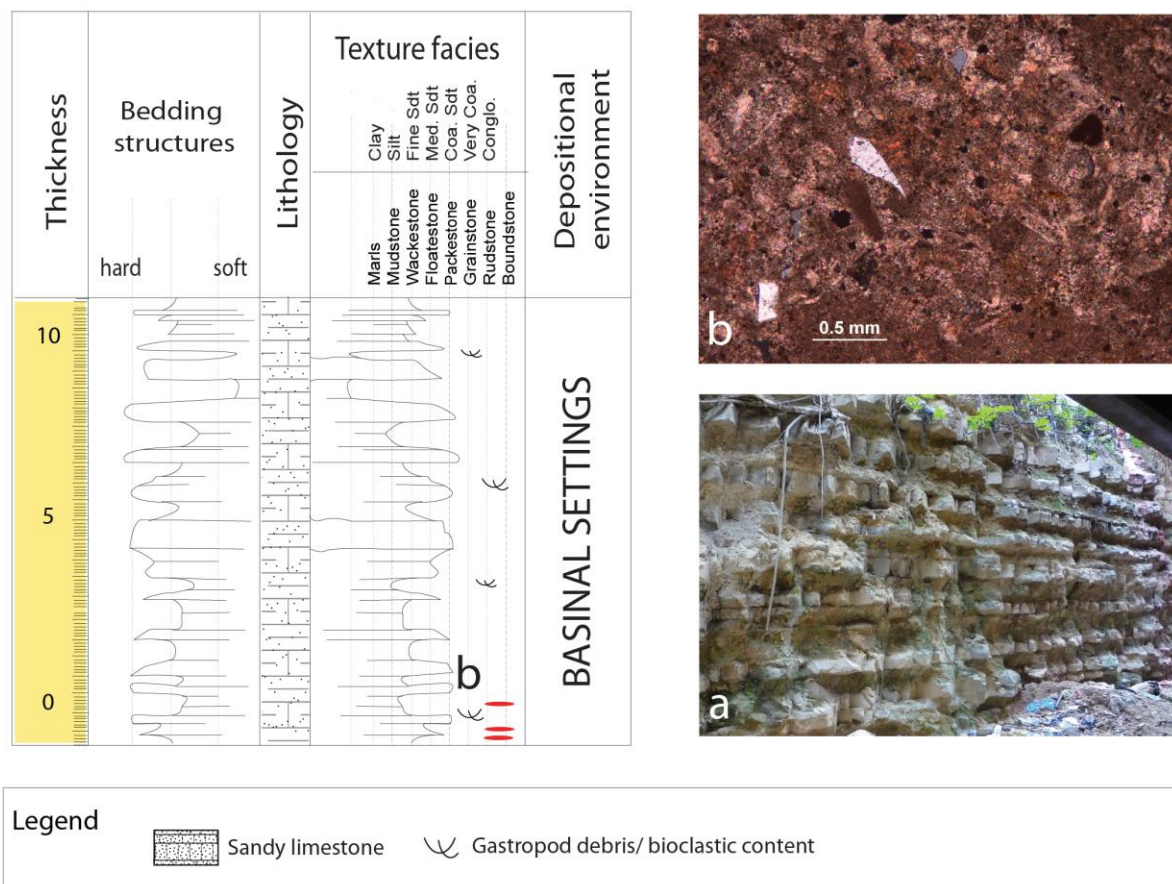 Thickness
Bedding
structures
hard
soft
Lithology
Texture facies
Clay
Silt
Fine Sdt
Med. Sdt
Coa. Sdt
Very Coa.
Conglo.
Marls
Mudstone
Wackestone
Floatestone
Packestone
Grainstone
Rudstone
Boundstone
Depositional
environment
10
5
0
b
BASINAL SETTINGS
b
0.5 mm
a
Legend
Sandy limestone
Gastropod debris/ bioclastic content